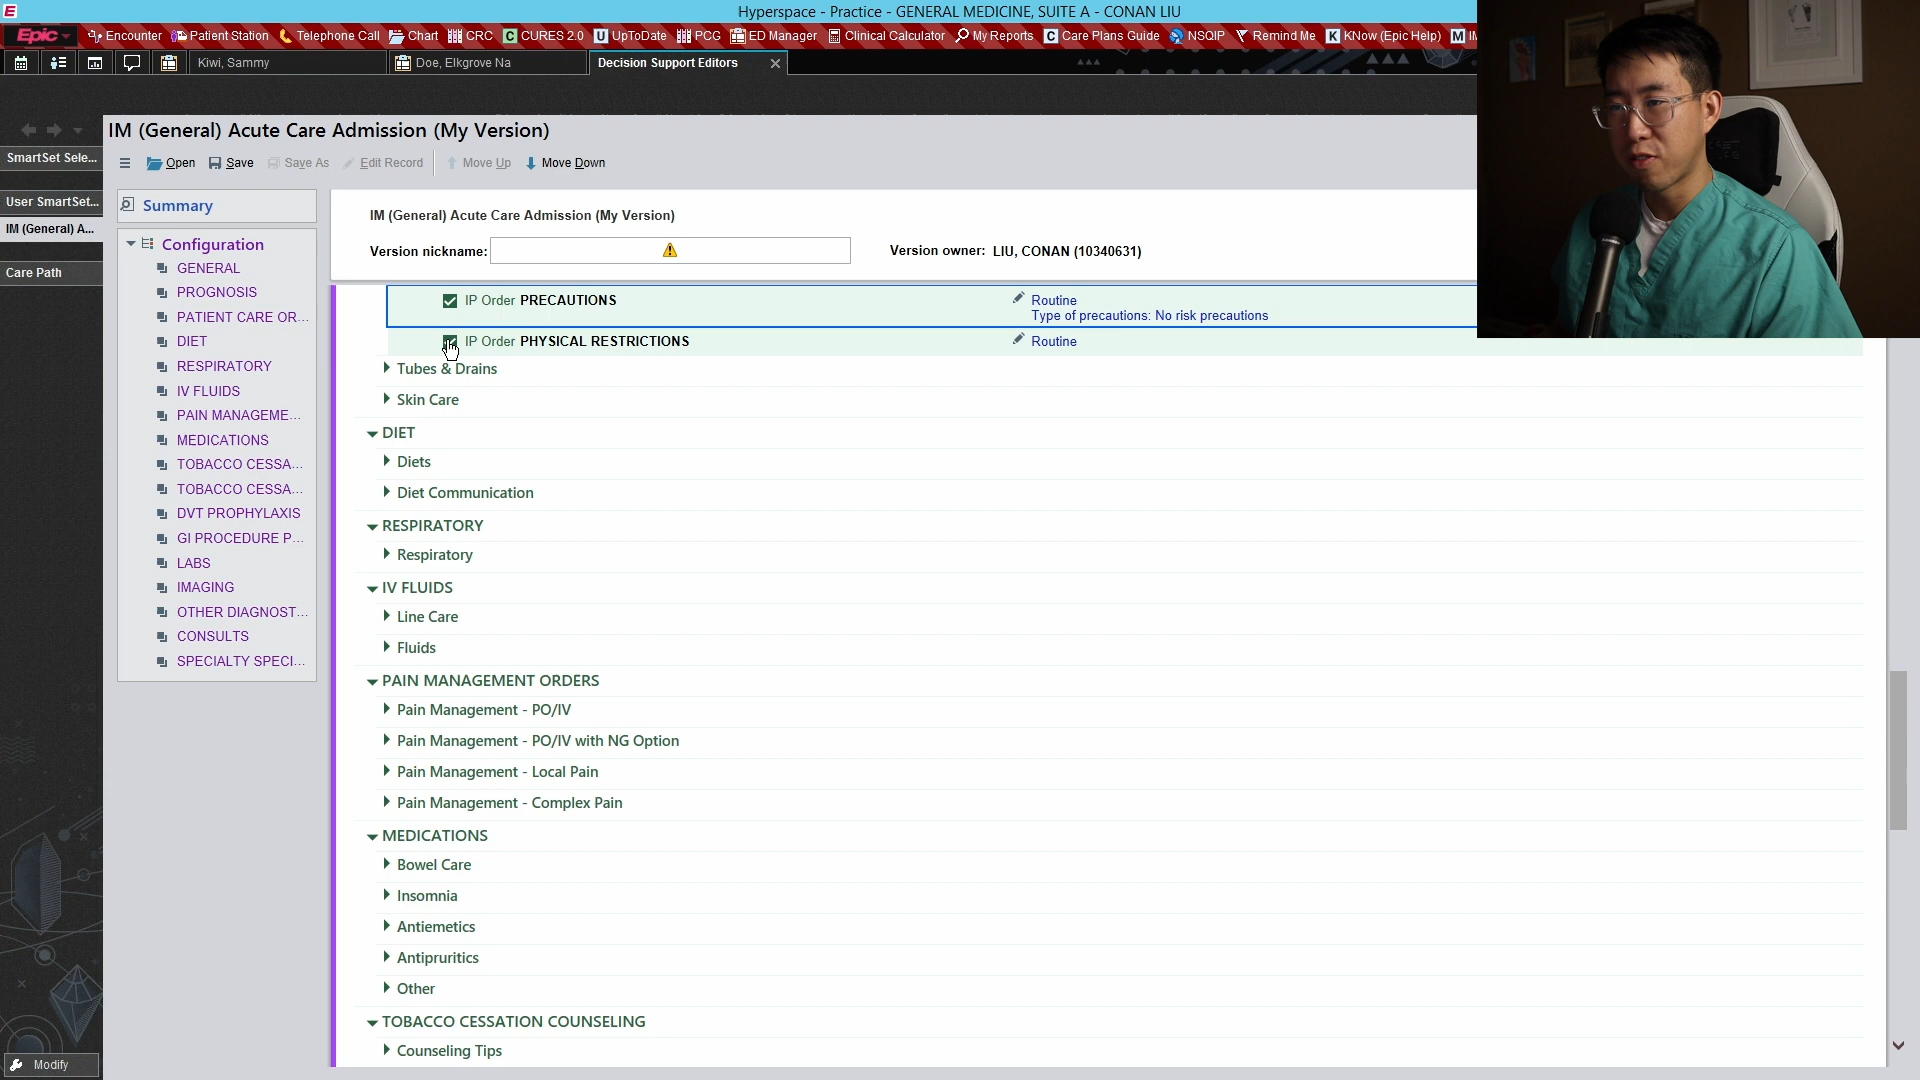 Hyperspace - Practice - GENERAL MEDICINE, SUITE A - CONAN LIU
Epic Encounter Patient Station Telephone Call Chart CRC CURES 2.0 UpToDate PCG ED Manager Clinical Calculator My Reports Care Plans Guide NSQIP Remind Me KNow (Epic Help)
Kiwi, Sammy Doe, Elkgrove Na Decision Support Editors
IM (General) Acute Care Admission (My Version)
Open Save Save As Edit Record Move Up Move Down
SmartSet Sele...
User SmartSet...
IM (General) A...
Care Path
Modify
Summary
Configuration
GENERAL
PROGNOSIS
PATIENT CARE OR...
DIET
RESPIRATORY
IV FLUIDS
PAIN MANAGEME...
MEDICATIONS
TOBACCO CESSA...
TOBACCO CESSA...
DVT PROPHYLAXIS
GI PROCEDURE P...
LABS
IMAGING
OTHER DIAGNOST...
CONSULTS
SPECIALTY SPECI...
IM (General) Acute Care Admission (My Version)
Version nickname: Version owner: LIU, CONAN (10340631)
IP Order PRECAUTIONS Routine
Type of precautions: No risk precautions
IP Order PHYSICAL RESTRICTIONS Routine
Tubes & Drains
Skin Care
DIET
Diets
Diet Communication
RESPIRATORY
Respiratory
IV FLUIDS
Line Care
Fluids
PAIN MANAGEMENT ORDERS
Pain Management - PO/IV
Pain Management - PO/IV with NG Option
Pain Management - Local Pain
Pain Management - Complex Pain
MEDICATIONS
Bowel Care
Insomnia
Antiemetics
Antipruritics
Other
TOBACCO CESSATION COUNSELING
Counseling Tips